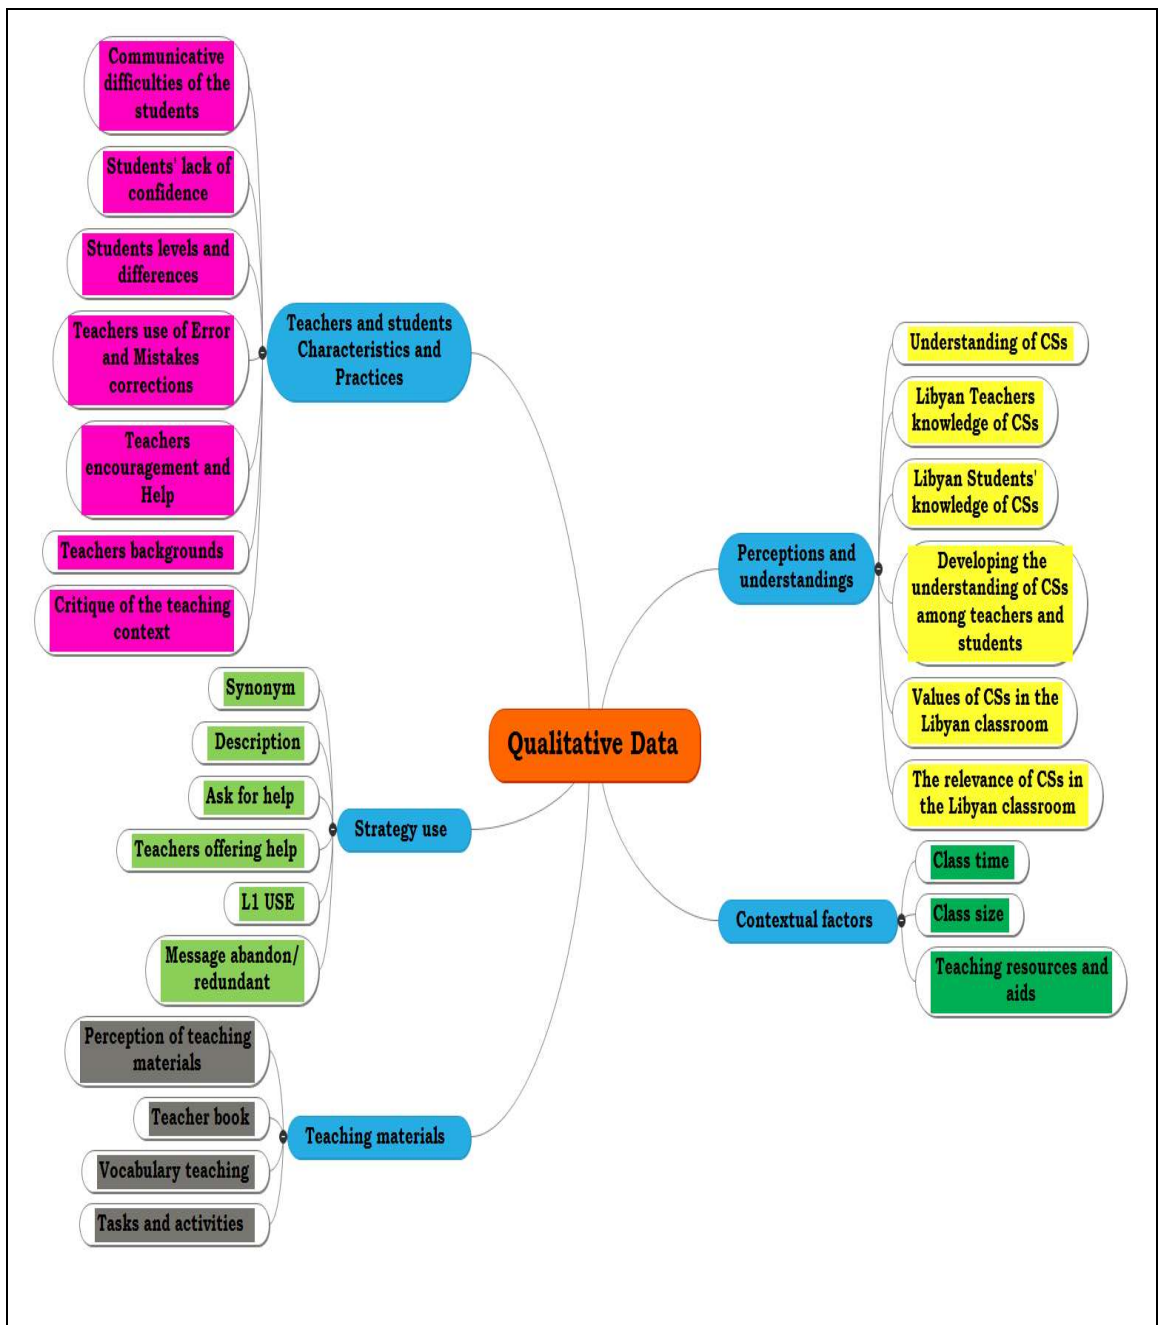 Communicative
difficulties of the
students
Students' lack of
confidence
Students levels and
differences
Teachers use of Error
and Mistakes
corrections
Teachers
encouragement and
Help
Teachers backgrounds
Critique of the teaching
context
Teachers and students
Characteristics and
Practices
Synonym
Description
Ask for help
Teachers offering help
L1 USE
Message abandon/
redundant
Strategy use
Perception of teaching
materials
Teacher book
Vocabulary teaching
Tasks and activities
Teaching materials
Qualitative Data
Perceptions and
understandings
Understanding of CSs
Libyan Teachers
knowledge of CSs
Libyan Students'
knowledge of CSs
Developing the
understanding of CSs
among teachers and
students
Values of CSs in the
Libyan classroom
The relevance of CSs in
the Libyan classroom
Contextual factors
Class time
Class size
Teaching resources and
aids